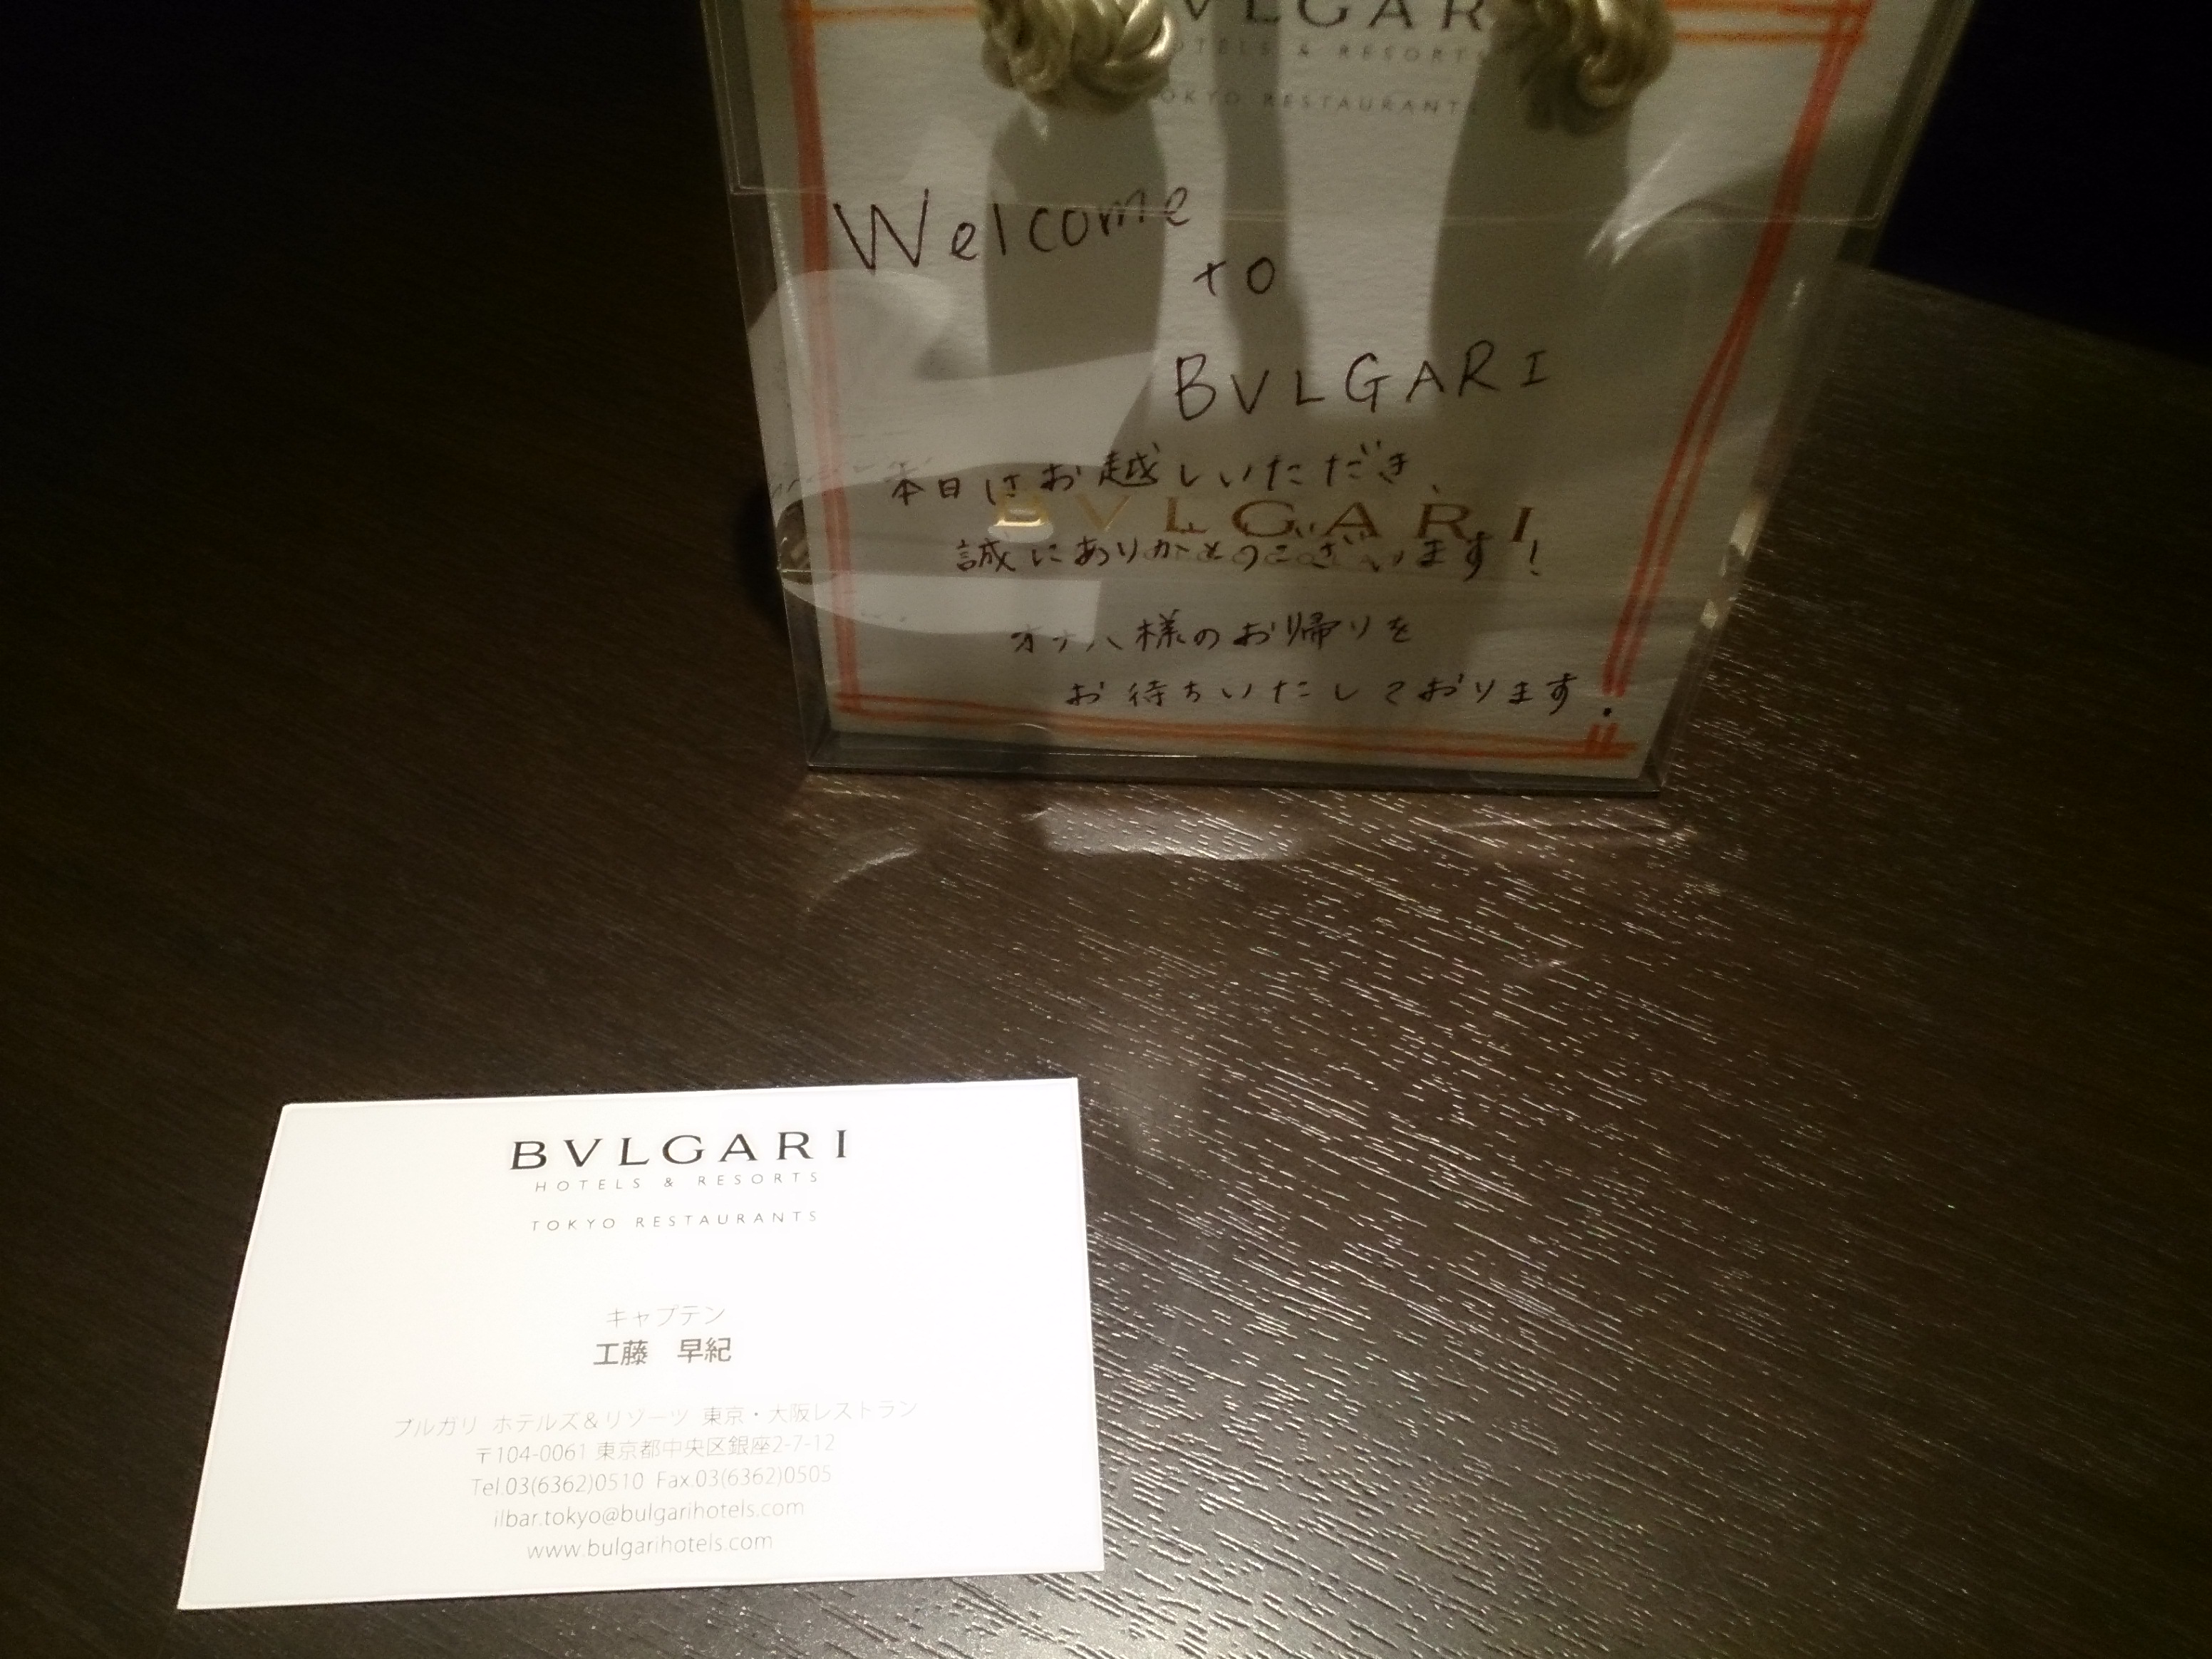 BVLGARI
HOTELS & RESORTS
TOKYO RESTAURANTS
Welcome
to
BVLGARI
本日はお越しいただき、
BVLGARI
誠にありがとうございます!
様のお帰りを
お待ちいたしております!
BVLGARI
HOTELS & RESORTS
TOKYO RESTAURANTS
キャプテン
工藤 早紀
ブルガリ ホテルズ&リゾーツ 東京・大阪レストラン
〒104-0061 東京都中央区銀座2-7-12
Tel.03(6362)0510 Fax.03(6362)0505
ilbar.tokyo@bulgarihotels.com
www.bulgarihotels.com